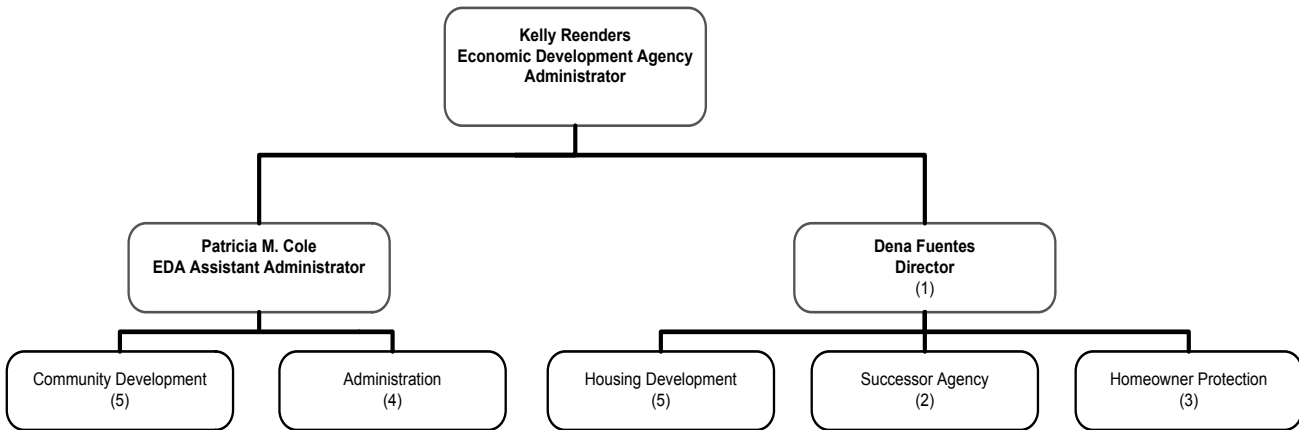 Kelly Reenders
Economic Development Agency
Administrator
Patricia M. Cole
EDA Assistant Administrator
Dena Fuentes
Director
(1)
Community Development
(5)
Administration
(4)
Housing Development
(5)
Successor Agency
(2)
Homeowner Protection
(3)